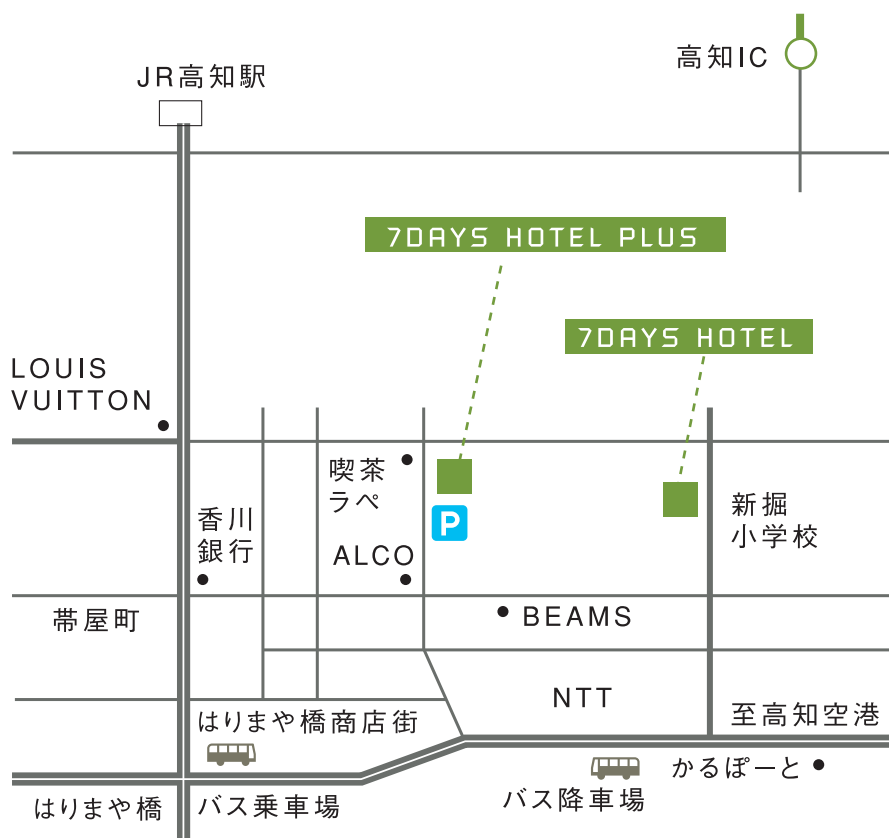 高知IC
JR高知駅
7DAYS HOTEL PLUS
7DAYS HOTEL
LOUIS
VUITTON
喫茶
ラペ
新掘
小学校
香川
銀行
P
ALCO
帯屋町
BEAMS
NTT
はりまや橋商店街
至高知空港
かるぽーと
はりまや橋
バス乗車場
バス降車場